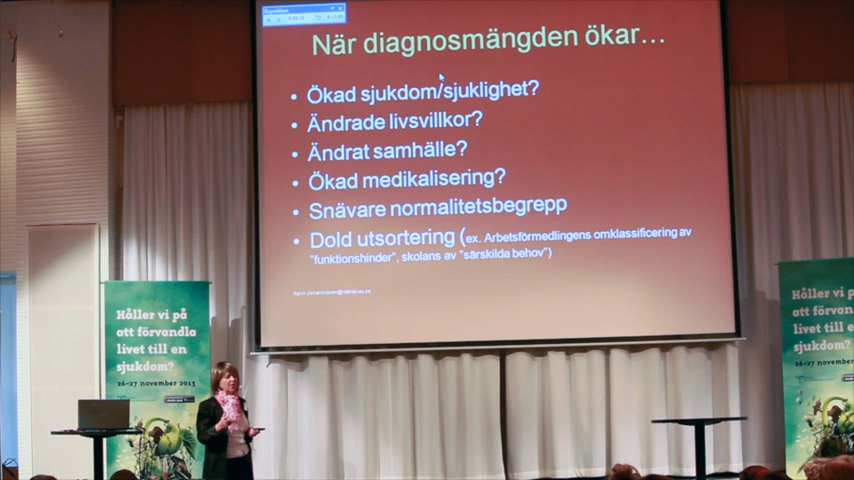 När diagnosmängden ökar...
• Ökad sjukdom/sjuklighet?
• Ändrade livsvillkor?
• Ändrat samhälle?
• Ökad medikalisering?
• Snävare normalitetsbegrepp
• Dold utsortering (ex. Arbetsförmedlingens omklassificering av
"funktionshinder", skolans av "särskilda behov")
Håller vi på
att förvandla
livet till en
sjukdom?
26-27 november 2013
Håller vi p
att förvan
livet till e
sjukdom?
26-27 november